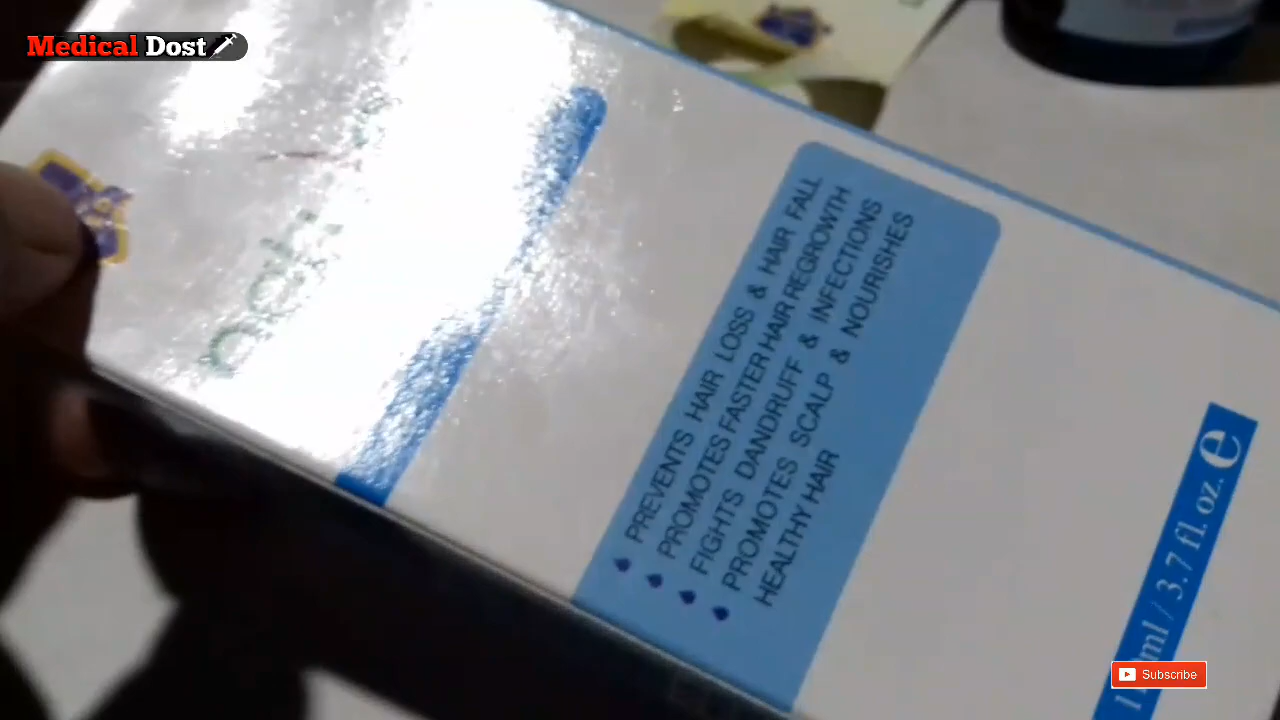 Medical Dost
PREVENTS HAIR LOSS & HAIR FALL
PROMOTES FASTER HAIR REGROWTH
FIGHTS DANDRUFF & INFECTIONS
PROMOTES SCALP & NOURISHES
HEALTHY HAIR
ml / 3.7 fl. oz. e
Subscribe